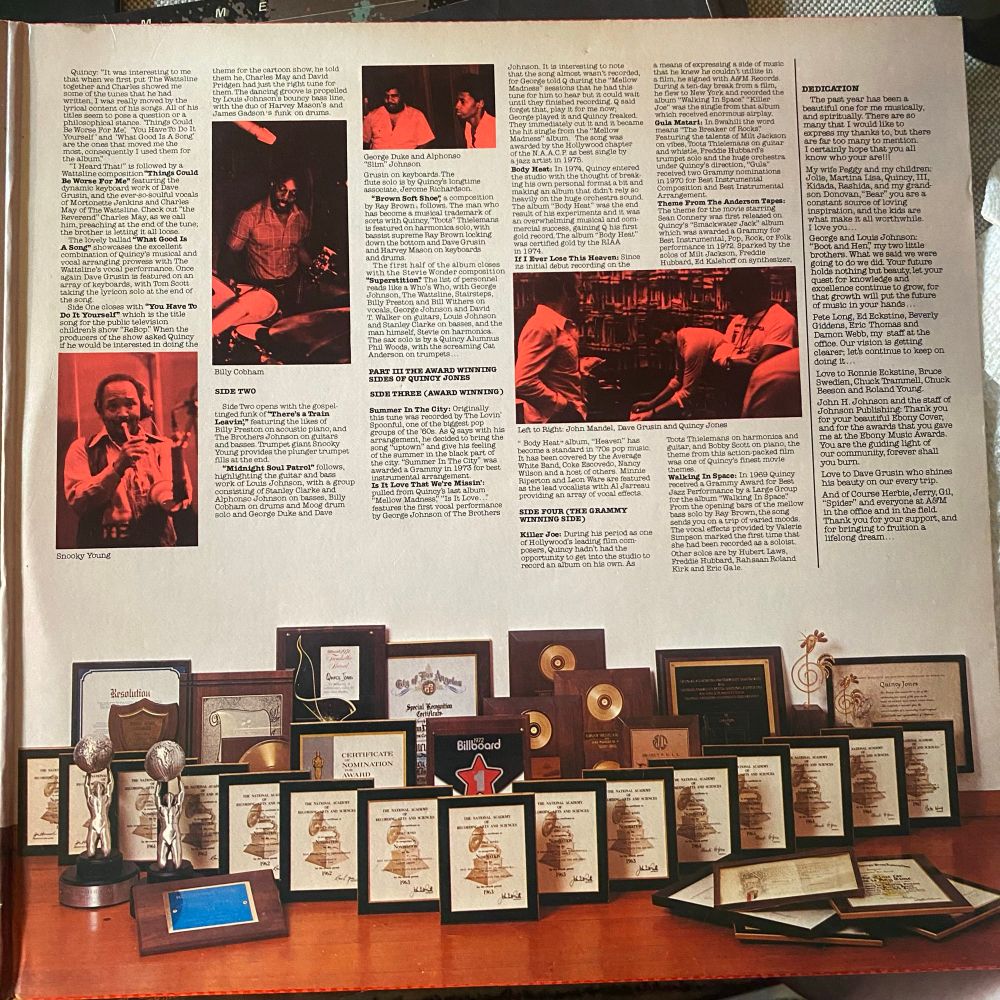 M E
Quincy: "It was interesting to me
that when we first put The Wattsline
together and Charles showed me
some of the tunes that he had
written, I was really moved by the
lyrical content of his songs. All of his
titles seem to pose a question or a
philosophical stance. 'Things Could
Be Worse For Me,' 'You Have To Do It
Yourself' and 'What Good Is A Song'
are the ones that moved me the
most, consequently I used them for
the album."
"I Heard That!" is followed by a
Wattsline composition "Things Could
Be Worse For Me" featuring the
dynamic keyboard work of Dave
Grusin, and the ever-so-soulful vocals
of Mortonette Jenkins and Charles
May of The Wattsline. Check out "the
Reverend" Charles May, as we call
him, preaching at the end of the tune;
the brother is letting it all loose.
The lovely ballad "What Good Is
A Song" showcases the excellent
combination of Quincy's musical and
vocal arranging prowess with The
Wattsline's vocal performance. Once
again Dave Grusin is featured on an
array of keyboards, with Tom Scott
taking the lyricon solo at the end of
the song.
Side One closes with "You Have To
Do It Yourself" which is the title
song for the public television
children's show "ReBop." When the
producers of the show asked Quincy
if he would be interested in doing the
Snooky Young
theme for the cartoon show, he told
them he, Charles May and David
Pridgen had just the right tune for
them. The dancing groove is propelled
by Louis Johnson's bouncy bass line,
with the duo of Harvey Mason's and
James Gadson's funk on drums.
Billy Cobham
SIDE TWO
Side Two opens with the gospel-
tinged funk of "There's a Train
Leavin'," featuring the likes of
Billy Preston on acoustic piano, and
The Brothers Johnson on guitars
and basses. Trumpet giant Snooky
Young provides the plunger trumpet
fills at the end.
"Midnight Soul Patrol" follows,
highlighting the guitar and bass
work of Louis Johnson, with a group
consisting of Stanley Clarke and
Alphonso Johnson on basses, Billy
Cobham on drums and Moog drum
solo and George Duke and Dave
George Duke and Alphonso
"Slim" Johnson
Grusin on keyboards. The
flute solo is by Quincy's longtime
associate, Jerome Richardson.
"Brown Soft Shoe", a composition
by Ray Brown, follows. The man who
has become a musical trademark of
sorts with Quincy, "Toots" Thielemans
is featured on harmonica solo, with
bassist supreme Ray Brown locking
down the bottom and Dave Grusin
and Harvey Mason on keyboards
and drums.
The first half of the album closes
with the Stevie Wonder composition
"Superstition." The list of personnel
reads like a Who's Who, with George
Johnson, The Wattsline, Stairsteps,
Billy Preston and Bill Withers on
vocals, George Johnson and David
T. Walker on guitars, Louis Johnson
and Stanley Clarke on basses, and the
man himself, Stevie on harmonica.
The sax solo is by a Quincy Alumnus
Phil Woods, with the screaming Cat
Anderson on trumpets...
PART III THE AWARD WINNING
SIDES OF QUINCY JONES
SIDE THREE (AWARD WINNING)
Summer In The City: Originally
this tune was recorded by The Lovin'
Spoonful, one of the biggest pop
groups of the '60s. As Q says with his
arrangement, he decided to bring the
song "uptown" and give his feeling
of the summer in the black part of
the city. "Summer In The City" was
awarded a Grammy in 1973 for best
instrumental arrangement.
Is It Love That We're Missin':
pulled from Quincy's last album
"Mellow Madness," "Is It Love..."
features the first vocal performance
by George Johnson of The Brothers
Johnson. It is interesting to note
that the song almost wasn't recorded,
for George told Q during the "Mellow
Madness" sessions that he had this
tune for him to hear but it could wait
until they finished recording. Q said
forget that, play it for me now;
George played it and Quincy freaked.
They immediately cut it and it became
the hit single from the "Mellow
Madness" album. The song was
awarded by the Hollywood chapter
of the N.A.A.C.P. as best single by
a jazz artist in 1975.
Body Heat: In 1974, Quincy entered
the studio with the thought of break-
ing his own personal format a bit and
making an album that didn't rely so
heavily on the huge orchestra sound.
The album "Body Heat" was the end
result of his experiments and it was
an overwhelming musical and com-
mercial success, gaining Q his first
gold record. The album "Body Heat"
was certified gold by the RIAA
in 1974.
If I Ever Lose This Heaven: Since
its initial debut recording on the
Left to Right: John Mandel, Dave Grusin and Quincy Jones
"Body Heat" album, "Heaven" has
become a standard in '70s pop music.
It has been covered by the Average
White Band, Coke Escovedo, Nancy
Wilson and a host of others. Minnie
Riperton and Leon Ware are featured
as the lead vocalists with Al Jarreau
providing an array of vocal effects.
SIDE FOUR (THE GRAMMY
WINNING SIDE)
Killer Joe: During his period as one
of Hollywood's leading film com-
posers, Quincy hadn't had the
opportunity to get into the studio to
record an album on his own. As
a means of expressing a side of music
that he knew he couldn't utilize in
a film, he signed with A&M Records.
During a ten-day break from a film,
he flew to New York and recorded the
album "Walking In Space." "Killer
Joe" was the single from that album
which received enormous airplay.
Gula Matari: In Swahili the word
means "The Breaker of Rocks."
Featuring the talents of Milt Jackson
on vibes, Toots Thielemans on guitar
and whistle, Freddie Hubbard's
trumpet solo and the huge orchestra
under Quincy's direction, "Gula"
received two Grammy nominations
in 1970 for Best Instrumental
Composition and Best Instrumental
Arrangement.
Theme From The Anderson Tapes:
The theme for the movie starring
Sean Connery was first released on
Quincy's "Smackwater Jack" album
which was awarded a Grammy for
Best Instrumental, Pop, Rock, or Folk
performance in 1972. Sparked by the
solos of Milt Jackson, Freddie
Hubbard, Ed Kalehoff on synthesizer,
Toots Thielemans on harmonica and
guitar, and Bobby Scott on piano, the
theme from this action-packed film
was one of Quincy's finest movie
themes.
Walking In Space: In 1969 Quincy
received a Grammy Award for Best
Jazz Performance by a Large Group
for the album "Walking In Space."
From the opening bars of the mellow
bass solo by Ray Brown, the song
sends you on a trip of varied moods.
The vocal effects provided by Valerie
Simpson marked the first time that
she had been recorded as a soloist.
Other solos are by Hubert Laws,
Freddie Hubbard, Rahsaan Roland
Kirk and Eric Gale.
DEDICATION
The past year has been a
beautiful one for me musically,
and spiritually. There are so
many that I would like to
express my thanks to, but there
are far too many to mention.
I certainly hope that you all
know who your are!!!
My wife Peggy and my children:
Jolie, Martina Lisa, Quincy, III,
Kidada, Rashida, and my grand-
son Donovan, "Bear" you are a
constant source of loving
inspiration, and the kids are
what make it all worthwhile.
I love you...
George and Louis Johnson:
"Boot and Hen", my two little
brothers. What we said we were
going to do we did. Your future
holds nothing but beauty, let your
quest for knowledge and
excellence continue to grow, for
that growth will put the future
of music in your hands...
Pete Long, Ed Eckstine, Beverly
Giddens, Eric Thomas and
Damon Webb, my staff at the
office. Our vision is getting
clearer; let's continue to keep on
doing it...
Love to Ronnie Eckstine, Bruce
Swedien, Chuck Trammell, Chuck
Beeson and Roland Young.
John H. Johnson and the staff of
Johnson Publishing: Thank you
for your beautiful Ebony Cover,
and for the awards that you gave
me at the Ebony Music Awards.
You are the guiding light of
our community, forever shall
you burn.
Love to Dave Grusin who shines
his beauty on our every trip.
And of Course Herbie, Jerry, Gil,
"Spider" and everyone at A&M
in the office and in the field.
Thank you for your support, and
for bringing to fruition a
lifelong dream...
Resolution
Quincy Jones
City of Los Angeles
Special Recognition
Certificate
Quincy Jones
CERTIFICATE
OF
NOMINATION
FOR
AWARD
1972
Billboard
1
THE NATIONAL ACADEMY
OF
RECORDING ARTS AND SCIENCES
NOMINATION
1962
1962
1963
1963
1963
1964